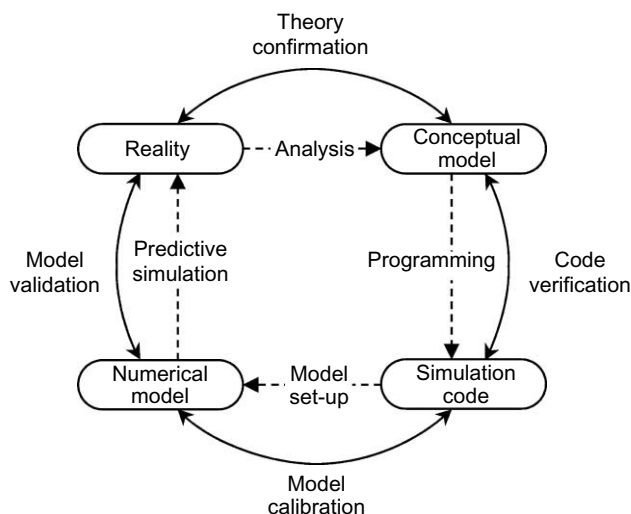 Theory
confirmation
Reality
Analysis
Conceptual
model
Model
validation
Predictive
simulation
Programming
Code
verification
Numerical
model
Model
set-up
Simulation
code
Model
calibration